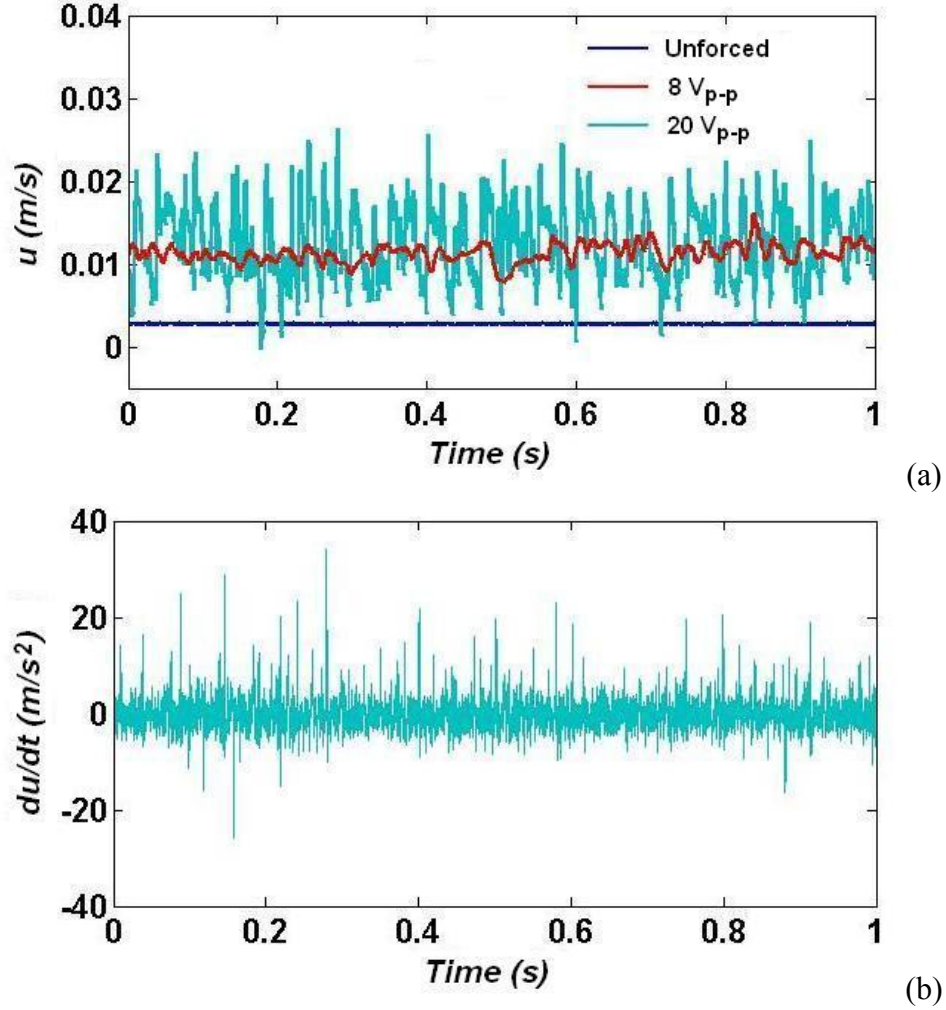 0.04
0.03
0.02
0.01
0
u (m/s)
Unforced
8 Vp-p
20 Vp-p
0 0.2 0.4 0.6 0.8 1
Time (s)
(a)
40
20
0
-20
-40
du/dt (m/s²)
0 0.2 0.4 0.6 0.8 1
Time (s)
(b)